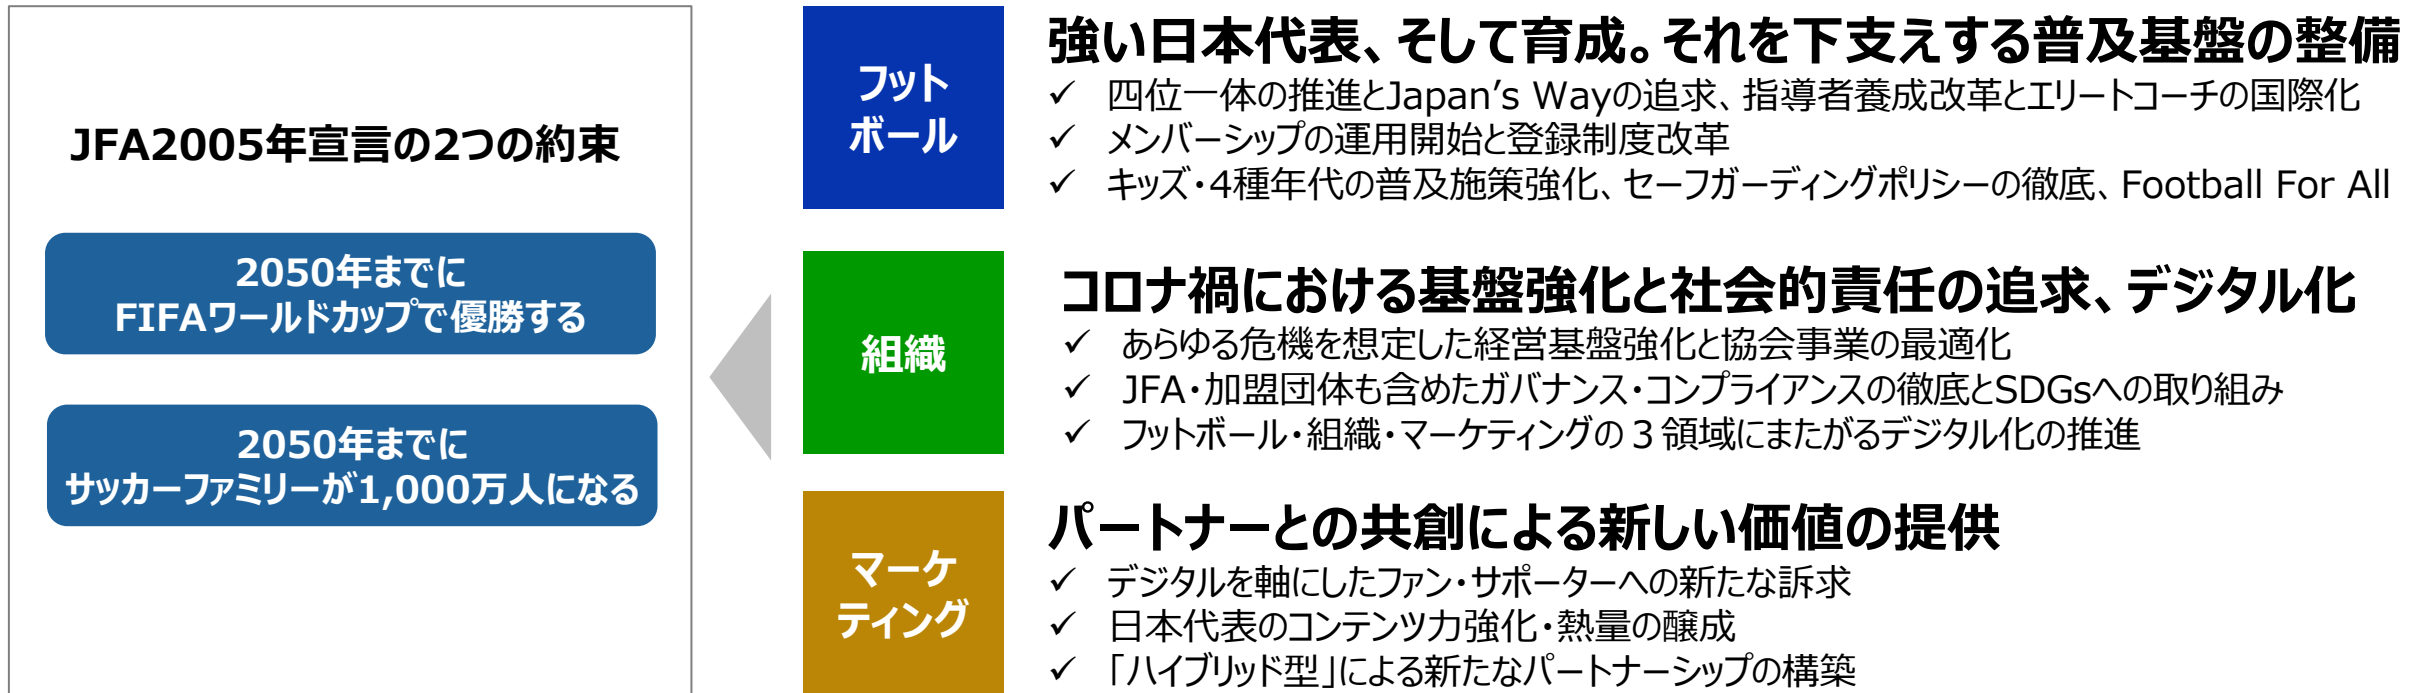 JFA2005年宣言の2つの約束
2050年までに
FIFAワールドカップで優勝する
2050年までに
サッカーファミリーが1,000万人になる
フット
ボール
強い日本代表、そして育成。それを下支えする普及基盤の整備
✓ 四位一体の推進とJapan's Wayの追求、指導者養成改革とエリートコーチの国際化
✓ メンバーシップの運用開始と登録制度改革
✓ キッズ・4種年代の普及施策強化、セーフガーディングポリシーの徹底、Football For All
組織
コロナ禍における基盤強化と社会的責任の追求、デジタル化
✓ あらゆる危機を想定した経営基盤強化と協会事業の最適化
✓ JFA・加盟団体も含めたガバナンス・コンプライアンスの徹底とSDGsへの取り組み
✓ フットボール・組織・マーケティングの３領域にまたがるデジタル化の推進
マーケ
ティング
パートナーとの共創による新しい価値の提供
✓ デジタルを軸にしたファン・サポーターへの新たな訴求
✓ 日本代表のコンテンツ力強化・熱量の醸成
✓ 「ハイブリッド型」による新たなパートナーシップの構築